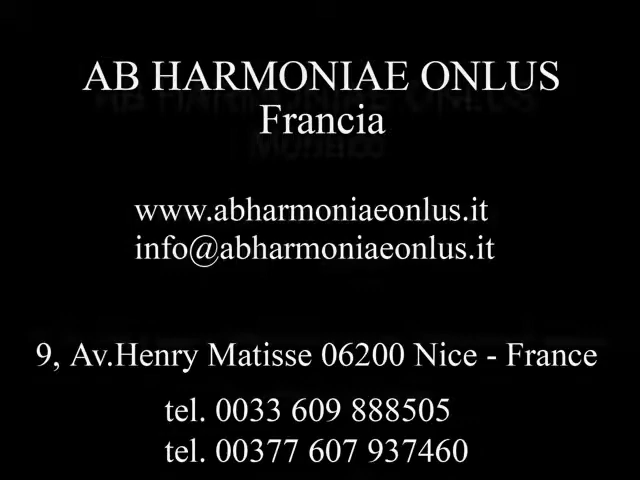 AB HARMONIAE ONLUS
Francia
www.abharmoniaeonlus.it
info@abharmoniaeonlus.it
9, Av.Henry Matisse 06200 Nice - France
tel. 0033 609 888505
tel. 00377 607 937460